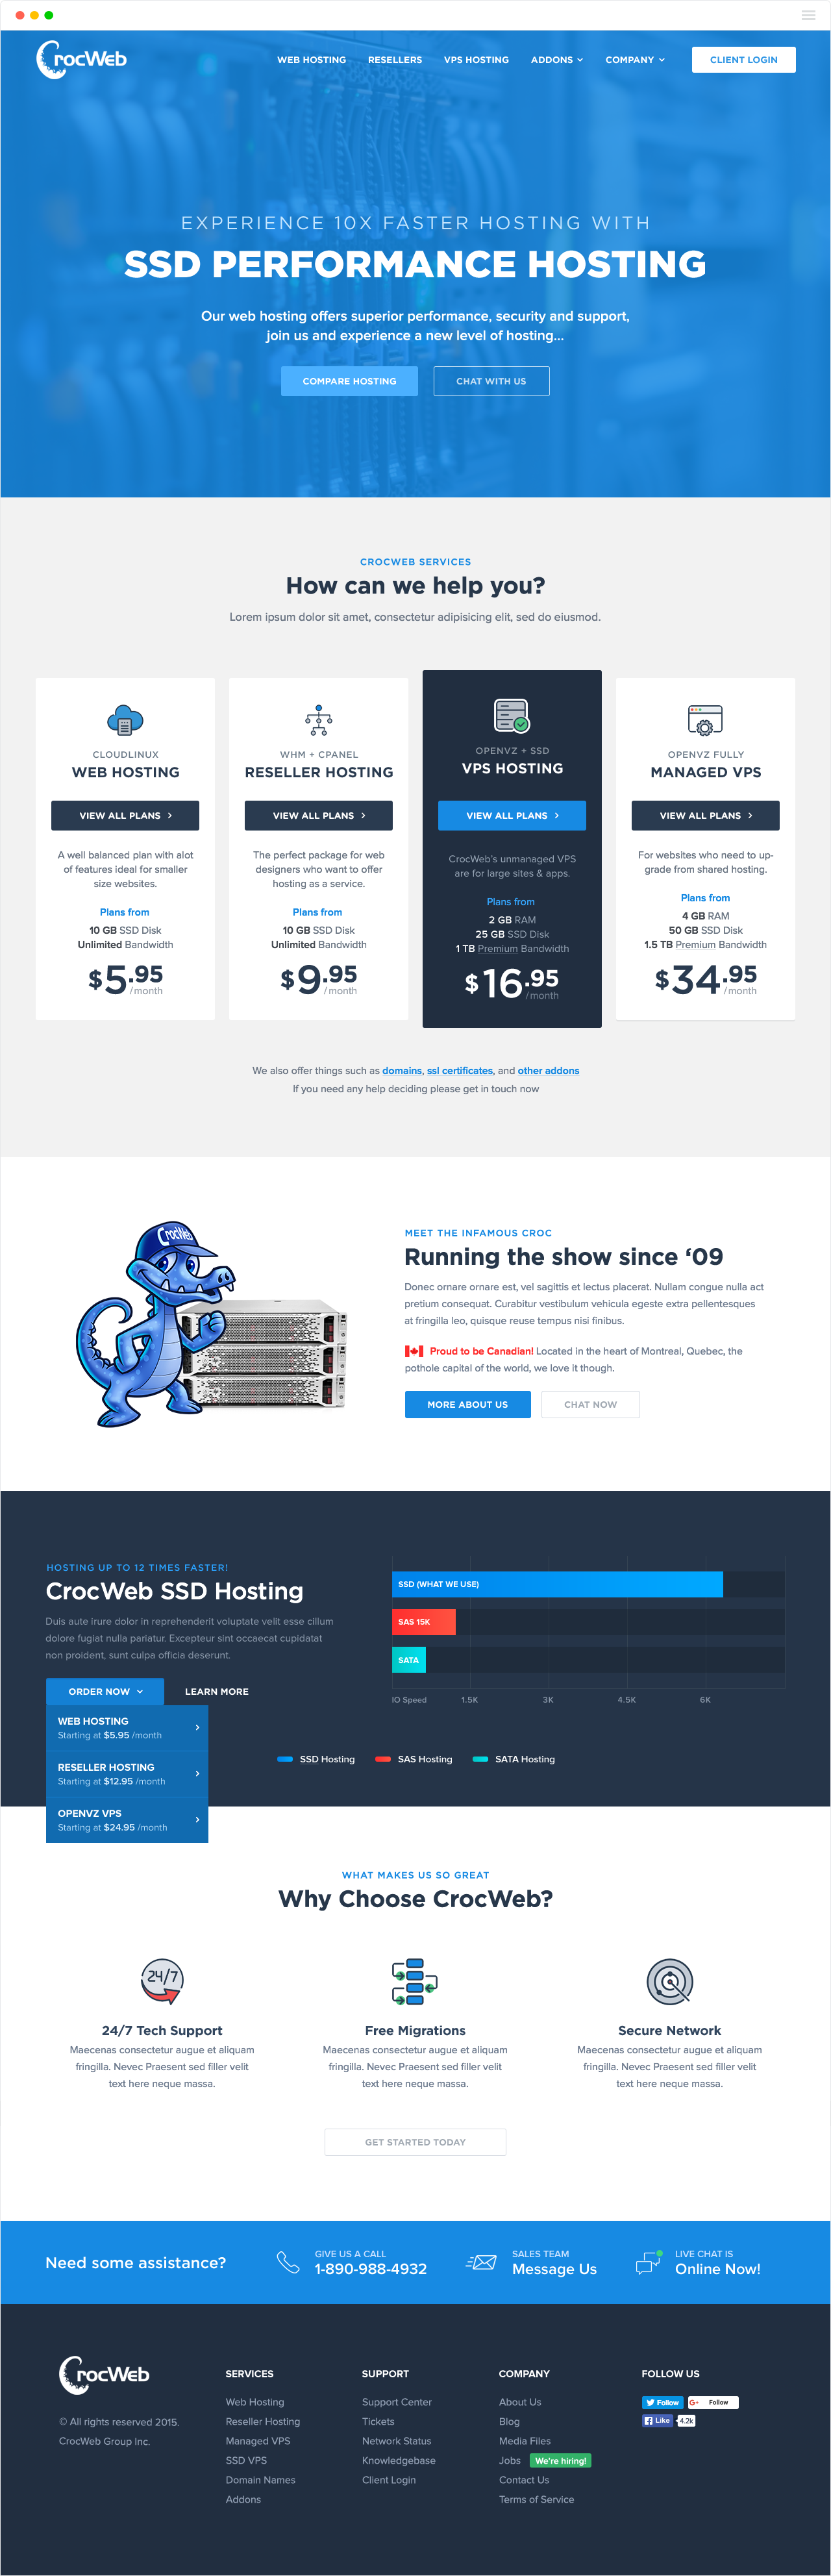 CrocWeb
WEB HOSTING RESELLERS VPS HOSTING ADDONS COMPANY CLIENT LOGIN
EXPERIENCE 10X FASTER HOSTING WITH
SSD PERFORMANCE HOSTING
Our web hosting offers superior performance, security and support,
join us and experience a new level of hosting...
COMPARE HOSTING CHAT WITH US
CROCWEB SERVICES
How can we help you?
Lorem ipsum dolor sit amet, consectetur adipisicing elit, sed do eiusmod.
CLOUDLINUX
WEB HOSTING
VIEW ALL PLANS
A well balanced plan with alot
of features ideal for smaller
size websites.
Plans from
10 GB SSD Disk
Unlimited Bandwidth
$5.95
/month
WHM + CPANEL
RESELLER HOSTING
VIEW ALL PLANS
The perfect package for web
designers who want to offer
hosting as a service.
Plans from
10 GB SSD Disk
Unlimited Bandwidth
$9.95
/month
OPENVZ + SSD
VPS HOSTING
VIEW ALL PLANS
CrocWeb's unmanaged VPS
are for large sites & apps.
Plans from
2 GB RAM
25 GB SSD Disk
1 TB Premium Bandwidth
$16.95
/month
OPENVZ FULLY
MANAGED VPS
VIEW ALL PLANS
For websites who need to up-
grade from shared hosting.
Plans from
4 GB RAM
50 GB SSD Disk
1.5 TB Premium Bandwidth
$34.95
/month
We also offer things such as domains, ssl certificates, and other addons
If you need any help deciding please get in touch now
CrocWeb
MEET THE INFAMOUS CROC
Running the show since ‘09
Donec ornare ornare est, vel sagittis et lectus placerat. Nullam congue nulla act
pretium consequat. Curabitur vestibulum vehicula egeste extra pellentesques
at fringilla leo, quisque reuse tempus nisi finibus.
Proud to be Canadian! Located in the heart of Montreal, Quebec, the
pothole capital of the world, we love it though.
MORE ABOUT US CHAT NOW
HOSTING UP TO 12 TIMES FASTER!
CrocWeb SSD Hosting
Duis aute irure dolor in reprehenderit voluptate velit esse cillum
dolore fugiat nulla pariatur. Excepteur sint occaecat cupidatat
non proident, sunt culpa officia deserunt.
ORDER NOW LEARN MORE
WEB HOSTING
Starting at $5.95 /month
RESELLER HOSTING
Starting at $12.95 /month
OPENVZ VPS
Starting at $24.95 /month
SSD (WHAT WE USE)
SAS 15K
SATA
IO Speed 1.5K 3K 4.5K 6K
SSD Hosting SAS Hosting SATA Hosting
WHAT MAKES US SO GREAT
Why Choose CrocWeb?
24/7
24/7 Tech Support
Maecenas consectetur augue et aliquam
fringilla. Nevec Praesent sed filler velit
text here neque massa.
Free Migrations
Maecenas consectetur augue et aliquam
fringilla. Nevec Praesent sed filler velit
text here neque massa.
Secure Network
Maecenas consectetur augue et aliquam
fringilla. Nevec Praesent sed filler velit
text here neque massa.
GET STARTED TODAY
Need some assistance?
GIVE US A CALL
1-890-988-4932
SALES TEAM
Message Us
LIVE CHAT IS
Online Now!
CrocWeb
© All rights reserved 2015.
CrocWeb Group Inc.
SERVICES
Web Hosting
Reseller Hosting
Managed VPS
SSD VPS
Domain Names
Addons
SUPPORT
Support Center
Tickets
Network Status
Knowledgebase
Client Login
COMPANY
About Us
Blog
Media Files
Jobs We're hiring!
Contact Us
Terms of Service
FOLLOW US
Follow G+ Follow
Like 4.2k